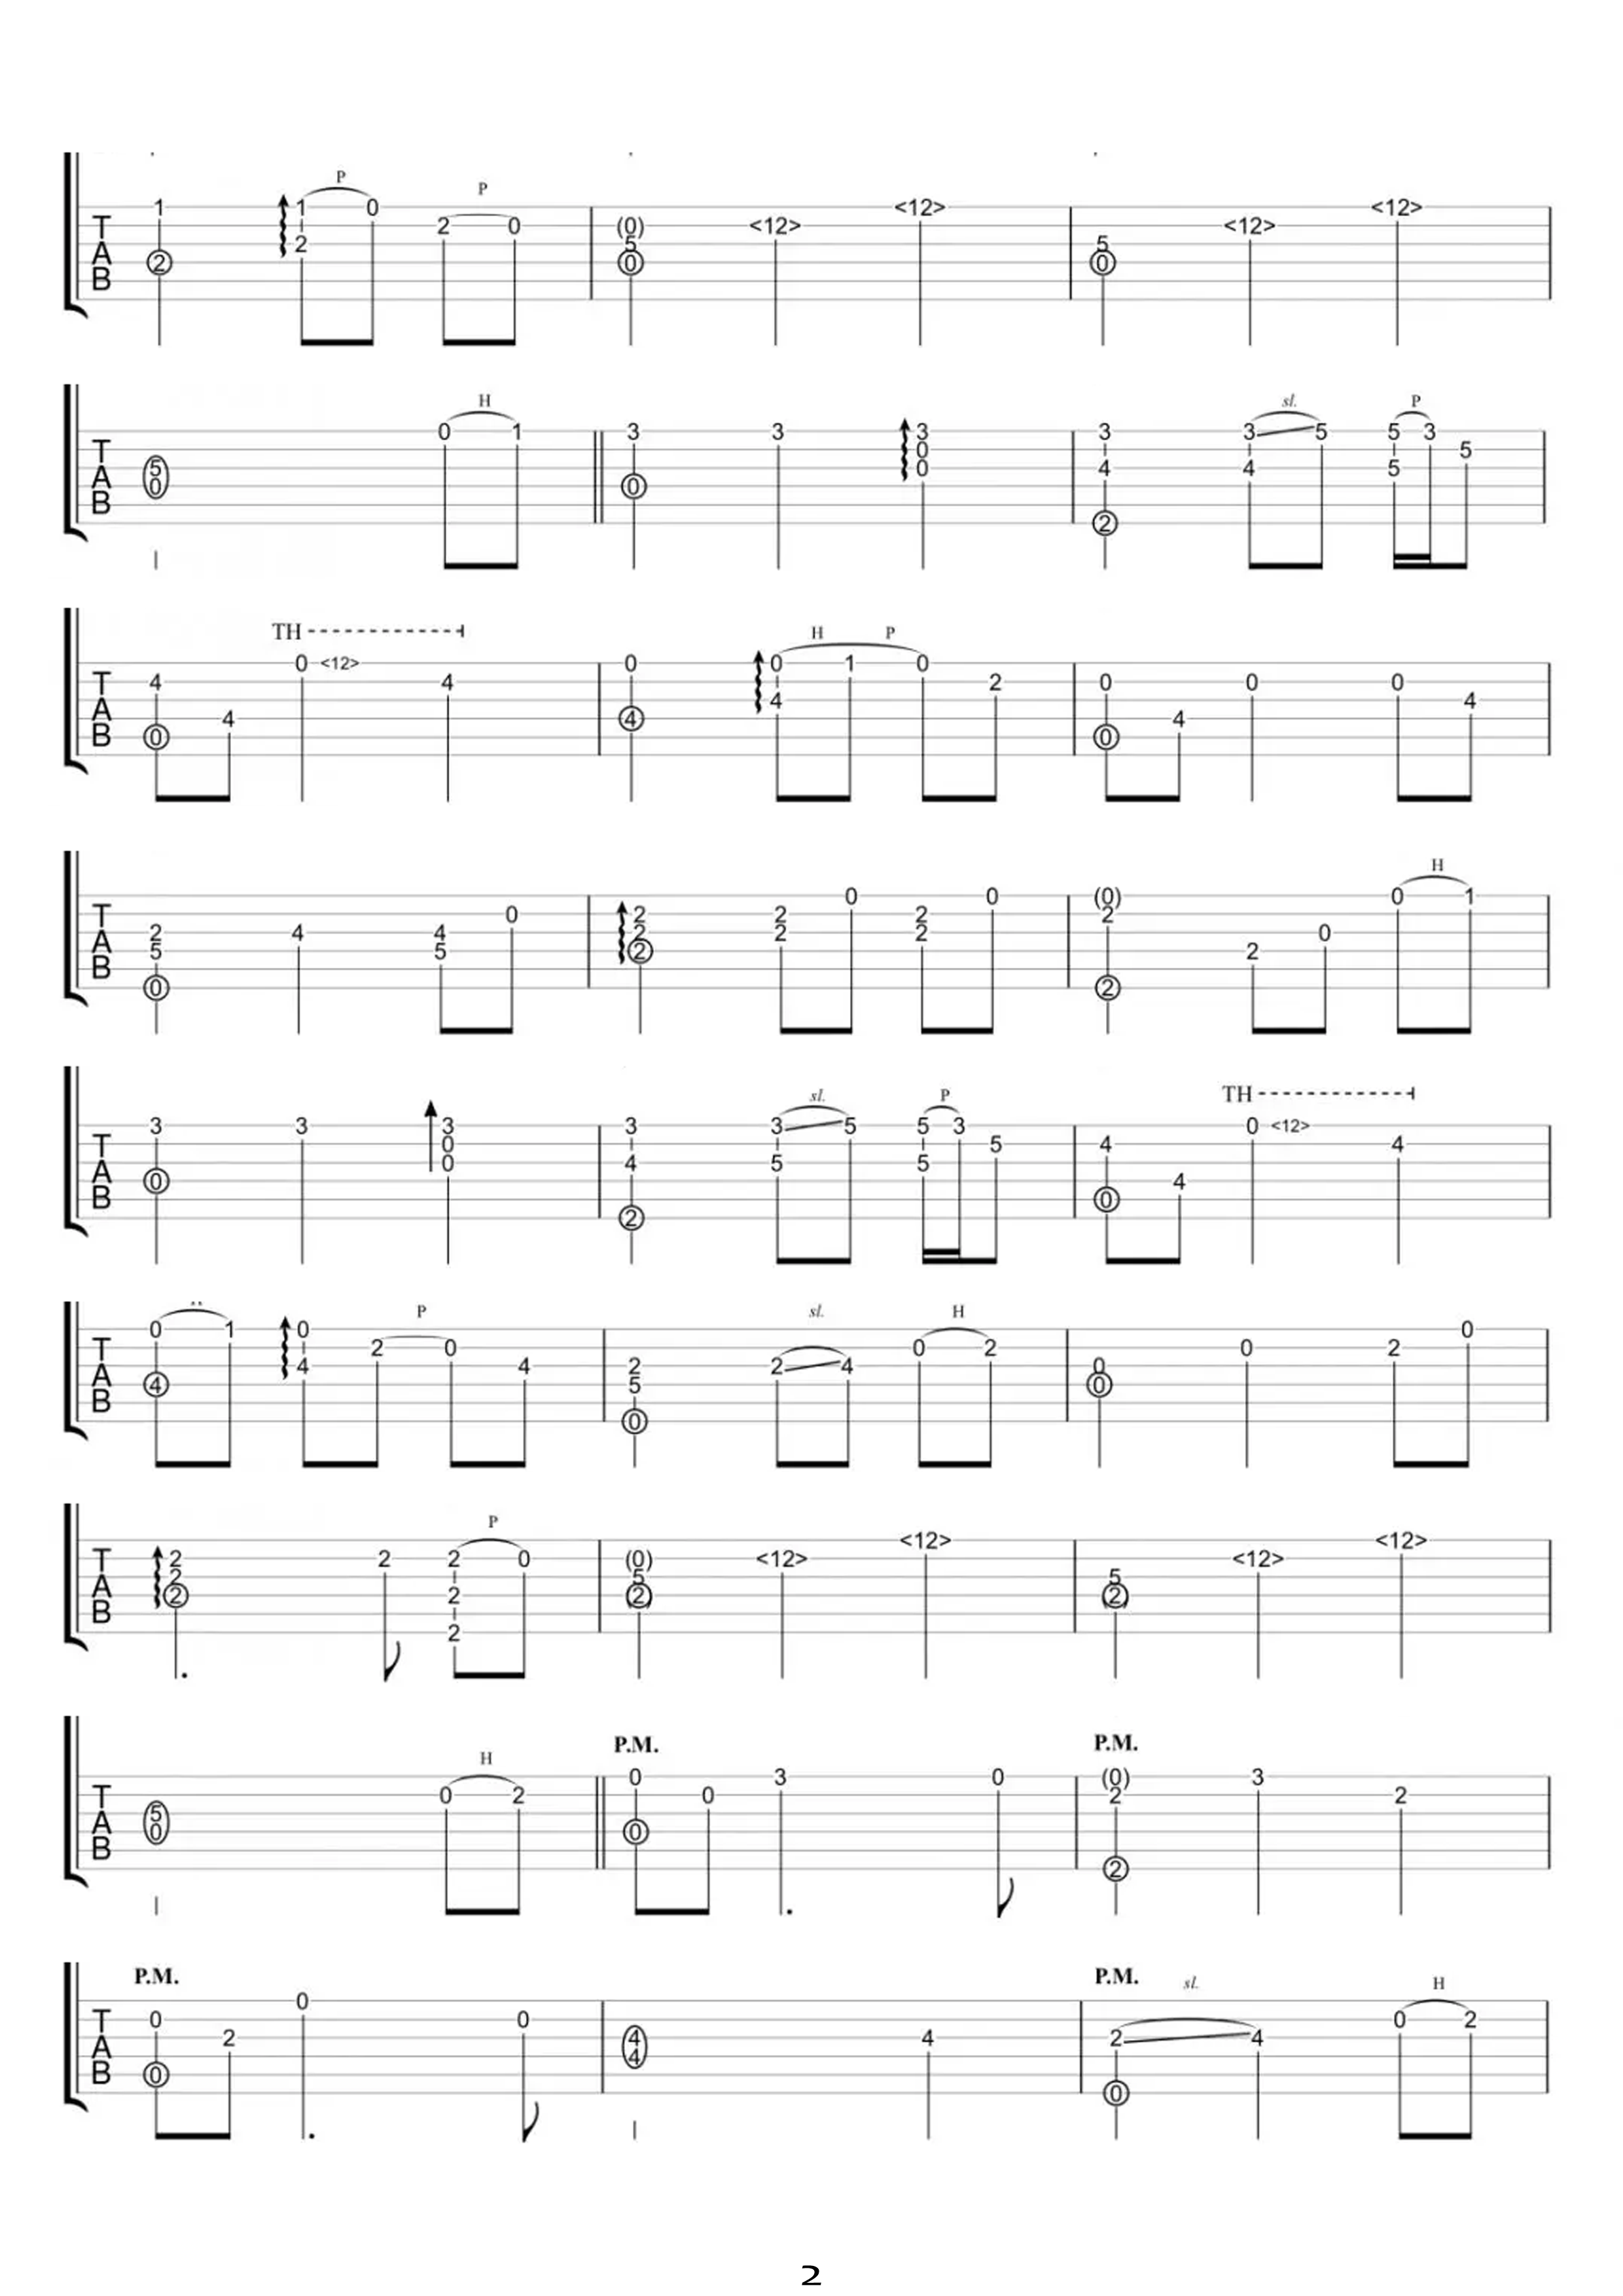 P P
1 1 0 <12> <12>
T 2 0 (0) <12> <12>
A 2 5 5
B 2 0 0
H sl. P
0 1 3 3 3 3 3 5 5 3
T 0 5
A 5 0 4 4 5
B 0 0
2
TH H P
0 <12> 0 0 1 0
T 4 4 2 0 0 0
A 4 4
B 4 4 4
0 0
H
0 0 (0) 0 1
T 0 2 2 2 2
A 2 4 4 2 2 2 0
B 5 5 2 2
0 2
sl. P TH
3 3 3 3 3 5 5 3 0 <12>
T 0 5 4 4
A 0 4 5 5
B 0 4
0
2
P sl. H
0 1 0 0
T 2 0 0 2 0 2
A 4 4 2 2 4 0
B 4 5 0
0
P
<12> <12>
T 2 2 2 0 (0) <12> <12>
A 2 5 5
B 2 2 2 2
2
H P.M. P.M.
0 3 0 (0) 3
T 0 2 0 2 2
A 5
B 0 0
2
P.M. P.M. sl. H
0
T 0 0 0 2
A 2 4 4 2 4
B 4
0
0
2